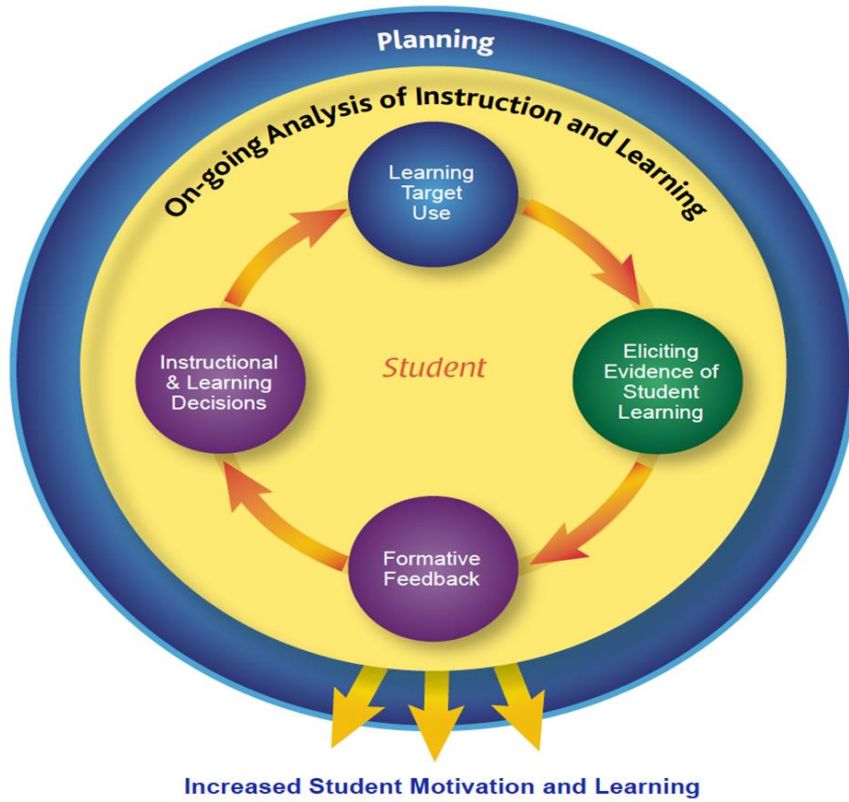 Planning
On-going Analysis of Instruction and Learning
Learning
Target
Use
Instructional
& Learning
Decisions
Student
Eliciting
Evidence of
Student
Learning
Formative
Feedback
Increased Student Motivation and Learning